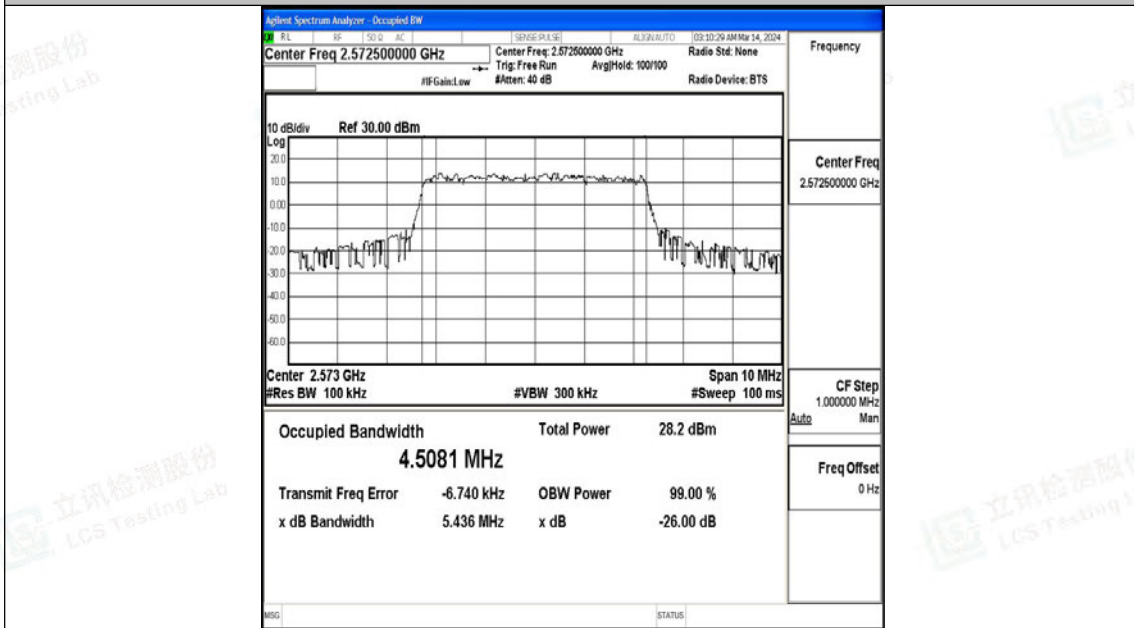 Agilent Spectrum Analyzer - Occupied BW
RL RF 50 Ω AC SENSE:PULSE ALIGN AUTO 03:10:29 AM Mar 14, 2024
Center Freq 2.572500000 GHz
Center Freq: 2.572500000 GHz
Radio Std: None
Trig: Free Run Avg|Hold: 100/100
#IFGain:Low #Atten: 40 dB Radio Device: BTS
10 dB/div Ref 30.00 dBm
Log
20.0
10.0
0.00
-10.0
-20.0
-30.0
-40.0
-50.0
-60.0
Center 2.573 GHz Span 10 MHz
#Res BW 100 kHz #VBW 300 kHz #Sweep 100 ms
Occupied Bandwidth Total Power 28.2 dBm
4.5081 MHz
Transmit Freq Error -6.740 kHz OBW Power 99.00 %
x dB Bandwidth 5.436 MHz x dB -26.00 dB
MSG STATUS
Frequency
Center Freq
2.572500000 GHz
CF Step
1.000000 MHz
Auto Man
Freq Offset
0 Hz
立讯检测股份
LCS Testing Lab